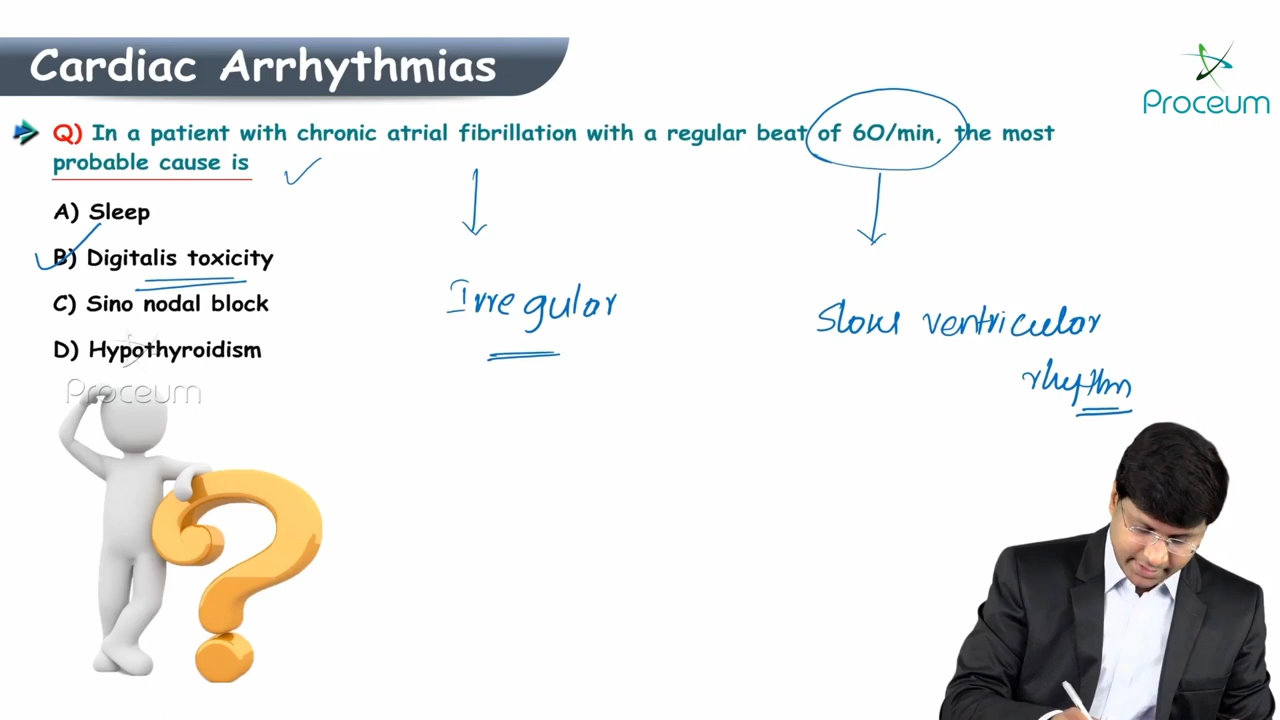 Cardiac Arrhythmias
Proceum
Q) In a patient with chronic atrial fibrillation with a regular beat of 60/min, the most
probable cause is
A) Sleep
B) Digitalis toxicity
C) Sino nodal block
D) Hypothyroidism
Proceum
Irregular
Slow ventricular
rhythm